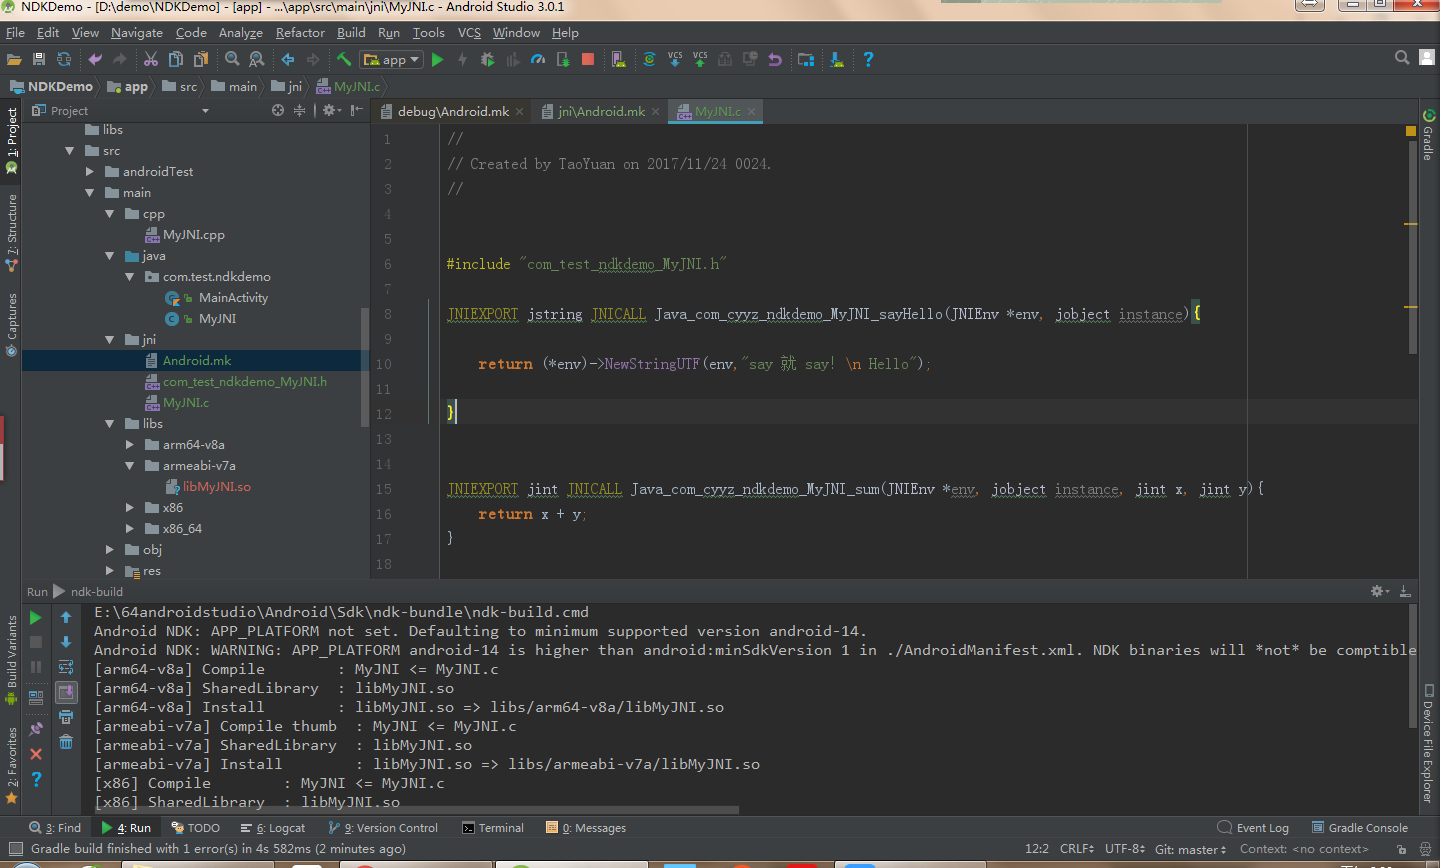 NDKDemo - [D:\demo\NDKDemo] - [app] - ...\app\src\main\jni\MyJNI.c - Android Studio 3.0.1
File Edit View Navigate Code Analyze Refactor Build Run Tools VCS Window Help
app VCS VCS
NDKDemo app src main jni MyJNI.c
Project
debug\Android.mk jni\Android.mk MyJNI.c
1: Project
7: Structure
Captures
Build Variants
2: Favorites
libs
src
androidTest
main
cpp
MyJNI.cpp
java
com.test.ndkdemo
MainActivity
MyJNI
jni
Android.mk
com_test_ndkdemo_MyJNI.h
MyJNI.c
libs
arm64-v8a
armeabi-v7a
libMyJNI.so
x86
x86_64
obj
res
1 //
2 // Created by TaoYuan on 2017/11/24 0024.
3 //
4
5
6 #include "com_test_ndkdemo_MyJNI.h"
7
8 JNIEXPORT jstring JNICALL Java_com_cyyz_ndkdemo_MyJNI_sayHello(JNIEnv *env, jobject instance){
9
10 return (*env)->NewStringUTF(env,"say 就 say! \n Hello");
11
12 }
13
14
15 JNIEXPORT jint JNICALL Java_com_cyyz_ndkdemo_MyJNI_sum(JNIEnv *env, jobject instance, jint x, jint y){
16 return x + y;
17 }
18
Gradle
Device File Explorer
Run ndk-build
E:\64androidstudio\Android\Sdk\ndk-bundle\ndk-build.cmd
Android NDK: APP_PLATFORM not set. Defaulting to minimum supported version android-14.
Android NDK: WARNING: APP_PLATFORM android-14 is higher than android:minSdkVersion 1 in ./AndroidManifest.xml. NDK binaries will *not* be comptible
[arm64-v8a] Compile : MyJNI <= MyJNI.c
[arm64-v8a] SharedLibrary : libMyJNI.so
[arm64-v8a] Install : libMyJNI.so => libs/arm64-v8a/libMyJNI.so
[armeabi-v7a] Compile thumb : MyJNI <= MyJNI.c
[armeabi-v7a] SharedLibrary : libMyJNI.so
[armeabi-v7a] Install : libMyJNI.so => libs/armeabi-v7a/libMyJNI.so
[x86] Compile : MyJNI <= MyJNI.c
[x86] SharedLibrary : libMyJNI.so
3: Find 4: Run TODO 6: Logcat 9: Version Control Terminal 0: Messages Event Log Gradle Console
Gradle build finished with 1 error(s) in 4s 582ms (2 minutes ago) 12:2 CRLF UTF-8 Git: master Context: <no context>